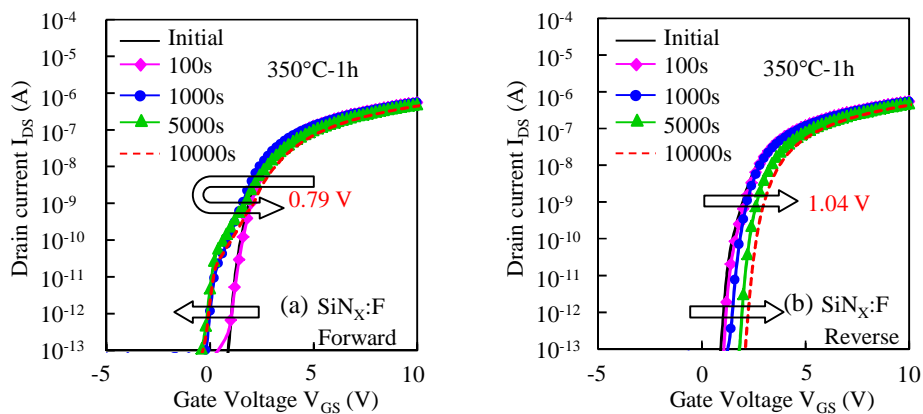 10⁻⁴
10⁻⁵
10⁻⁶
10⁻⁷
10⁻⁸
10⁻⁹
10⁻¹⁰
10⁻¹¹
10⁻¹²
10⁻¹³
Drain current I_DS (A)
Initial
100s
1000s
5000s
10000s
350°C-1h
0.79 V
(a) SiN_X:F
Forward
-5 0 5 10
Gate Voltage V_GS (V)
10⁻⁴
10⁻⁵
10⁻⁶
10⁻⁷
10⁻⁸
10⁻⁹
10⁻¹⁰
10⁻¹¹
10⁻¹²
10⁻¹³
Drain current I_DS (A)
Initial
100s
1000s
5000s
10000s
350°C-1h
1.04 V
(b) SiN_X:F
Reverse
-5 0 5 10
Gate Voltage V_GS (V)